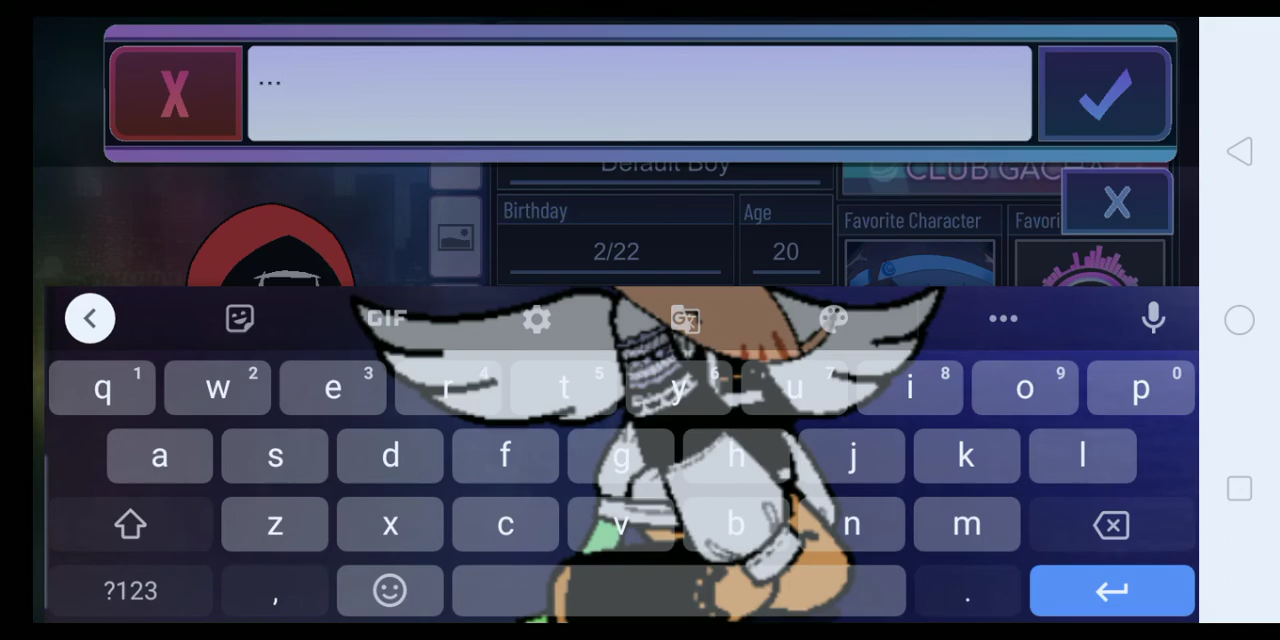 X ...
Default Boy
CLUB GACHA
X
Birthday
Age
Favorite Character
Favori
2/22
20
GIF
G
q 1 w 2 e 3 r 4 t 5 y 6 u 7 i 8 o 9 p 0
a s d f g h j k l
z x c v b n m
?123 , .